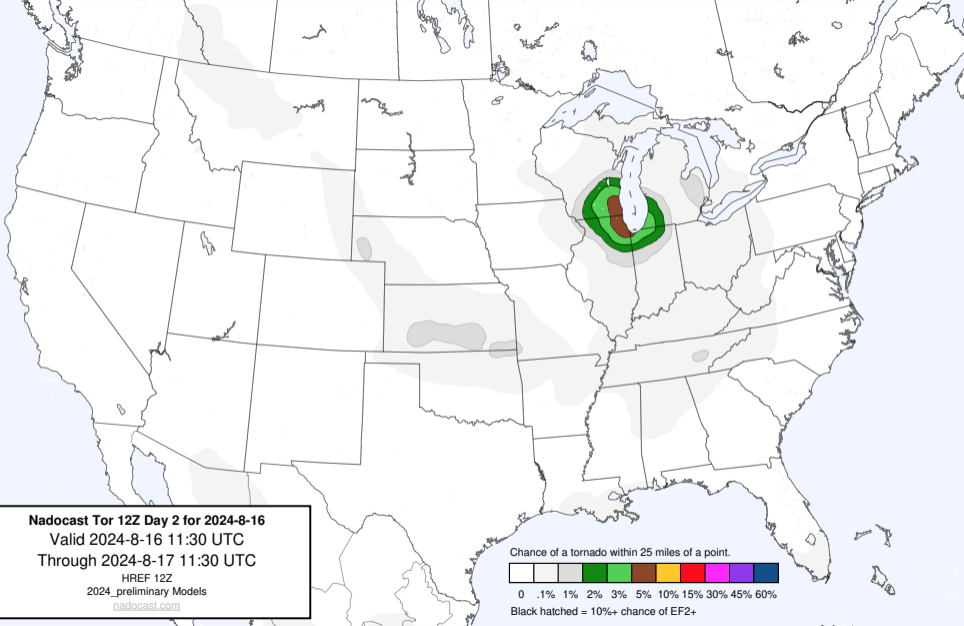 Nadocast Tor 12Z Day 2 for 2024-8-16
Valid 2024-8-16 11:30 UTC
Through 2024-8-17 11:30 UTC
HREF 12Z
2024_preliminary Models
nadocast.com
Chance of a tornado within 25 miles of a point.
0 .1% 1% 2% 3% 5% 10% 15% 30% 45% 60%
Black hatched = 10%+ chance of EF2+